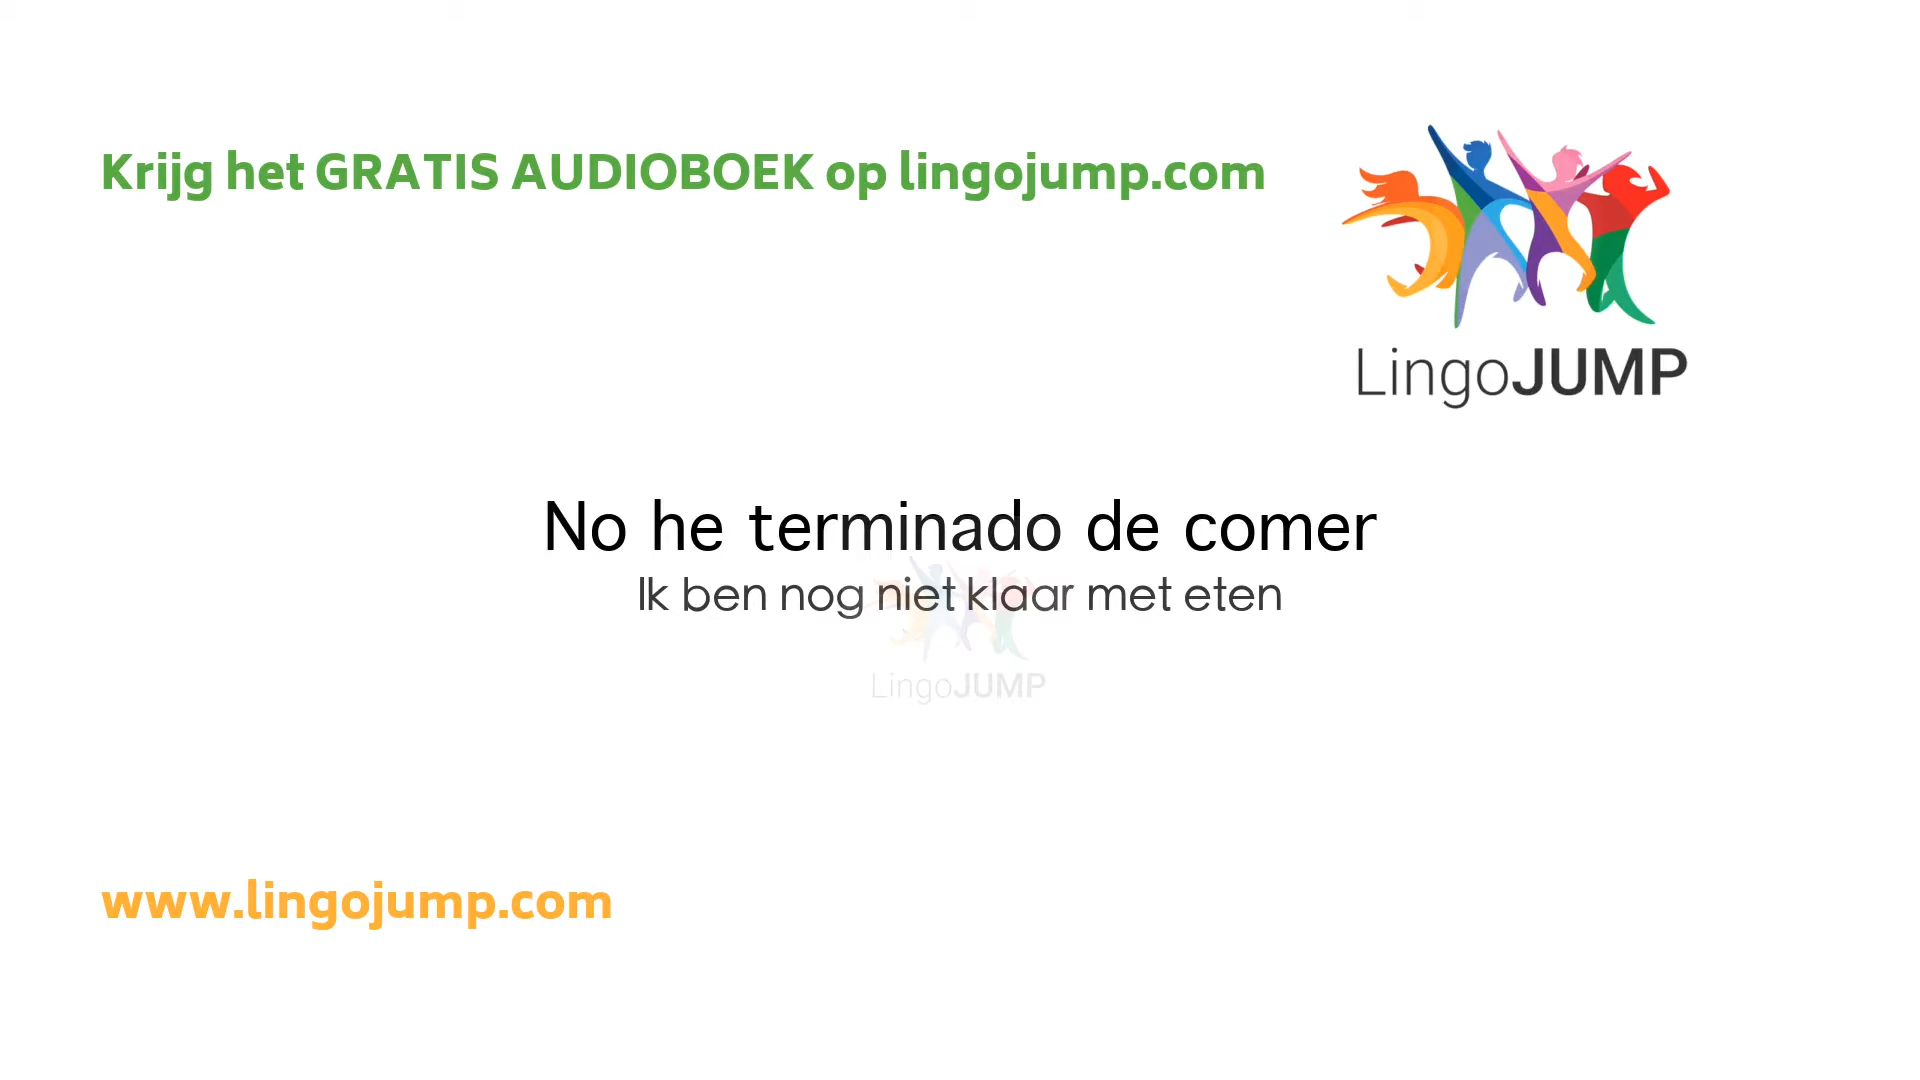 Krijg het GRATIS AUDIOBOEK op lingojump.com
LingoJUMP
No he terminado de comer
Ik ben nog niet klaar met eten
LingoJUMP
www.lingojump.com